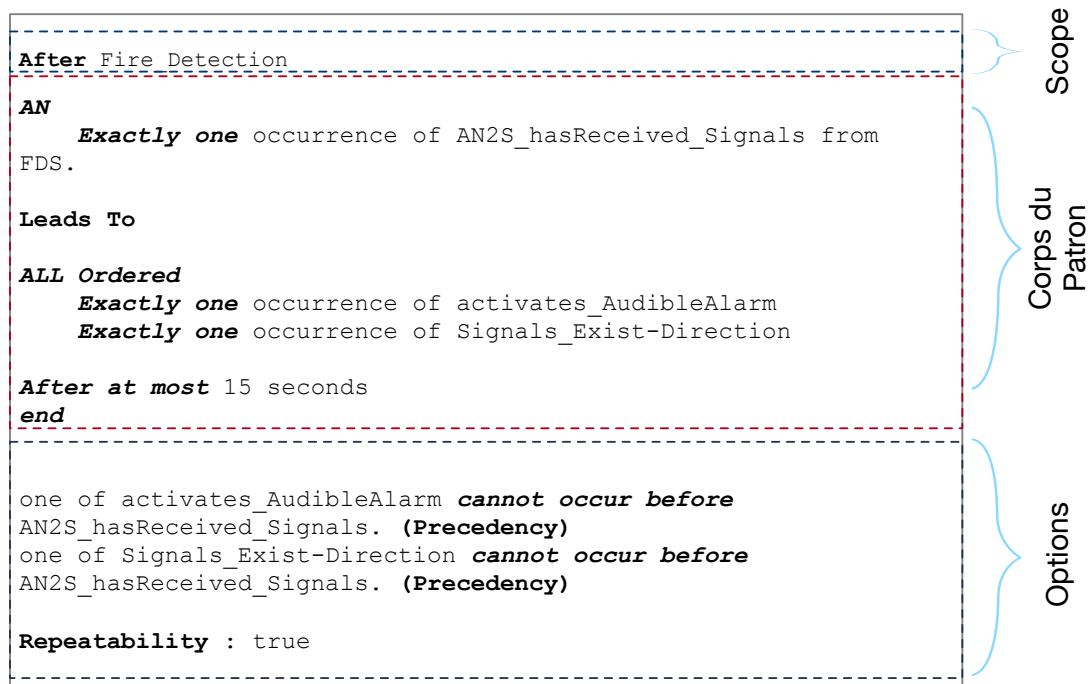 After Fire_Detection
Scope
AN
Exactly one occurrence of AN2S_hasReceived_Signals from
FDS.
Leads To
ALL Ordered
Exactly one occurrence of activates_AudibleAlarm
Exactly one occurrence of Signals_Exist-Direction
After at most 15 seconds
end
Corps du
Patron
one of activates_AudibleAlarm cannot occur before
AN2S_hasReceived_Signals. (Precedency)
one of Signals_Exist-Direction cannot occur before
AN2S_hasReceived_Signals. (Precedency)
Repeatability : true
Options